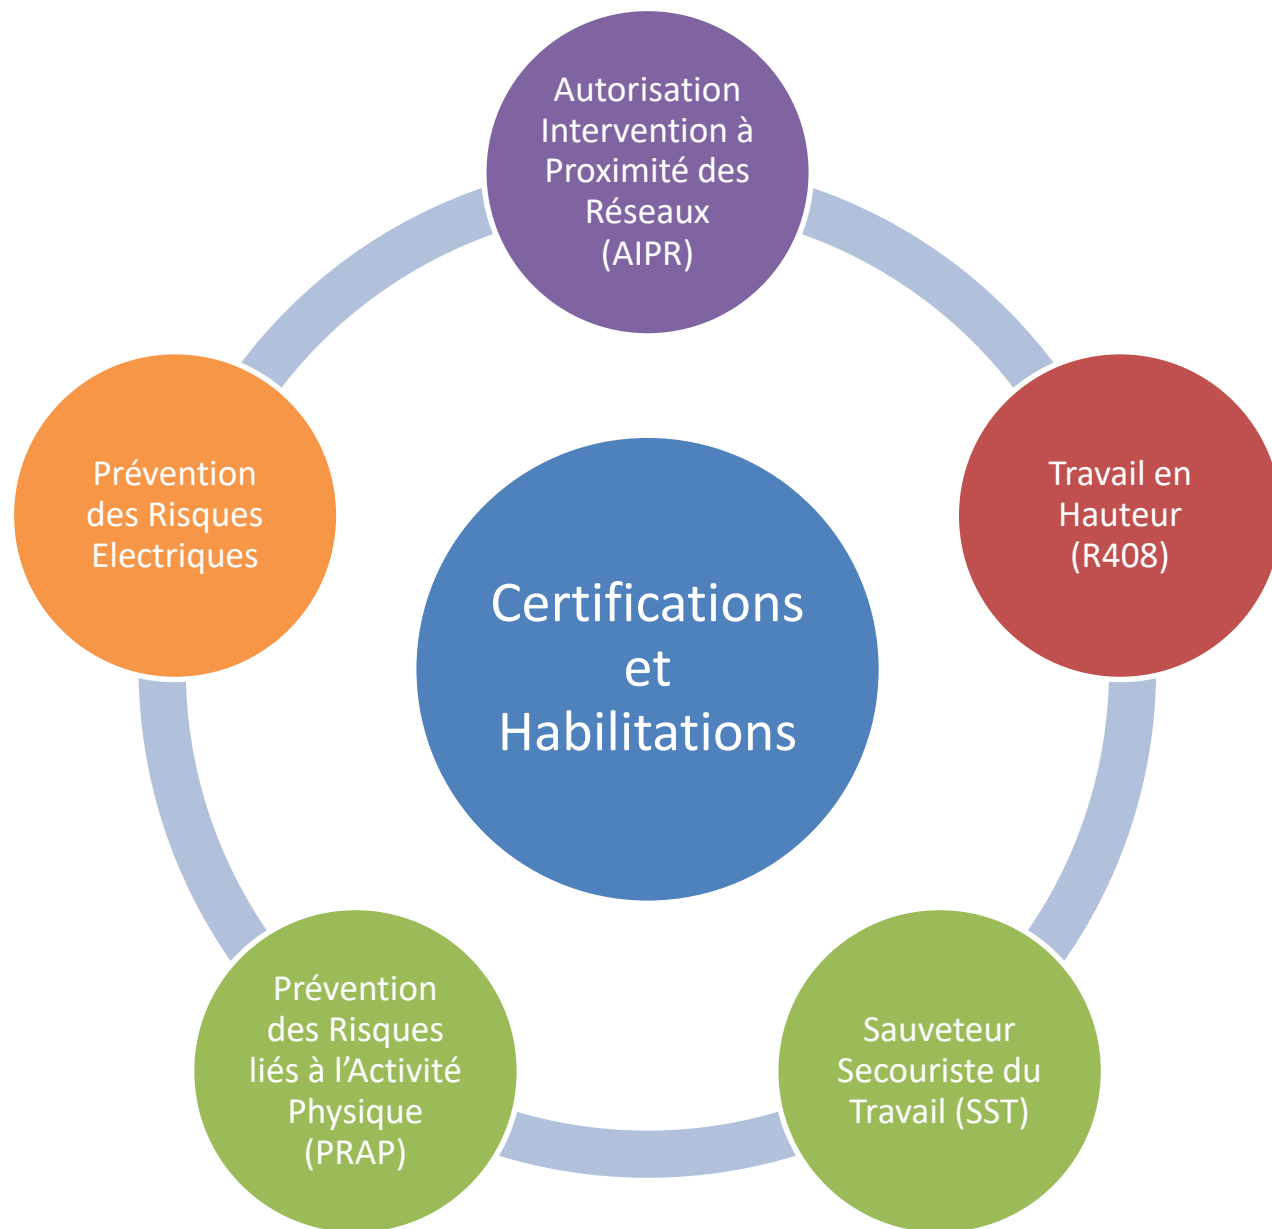 Autorisation
Intervention à
Proximité des
Réseaux
(AIPR)
Prévention
des Risques
Electriques
Travail en
Hauteur
(R408)
Certifications
et
Habilitations
Prévention
des Risques
liés à l’Activité
Physique
(PRAP)
Sauveteur
Secouriste du
Travail (SST)